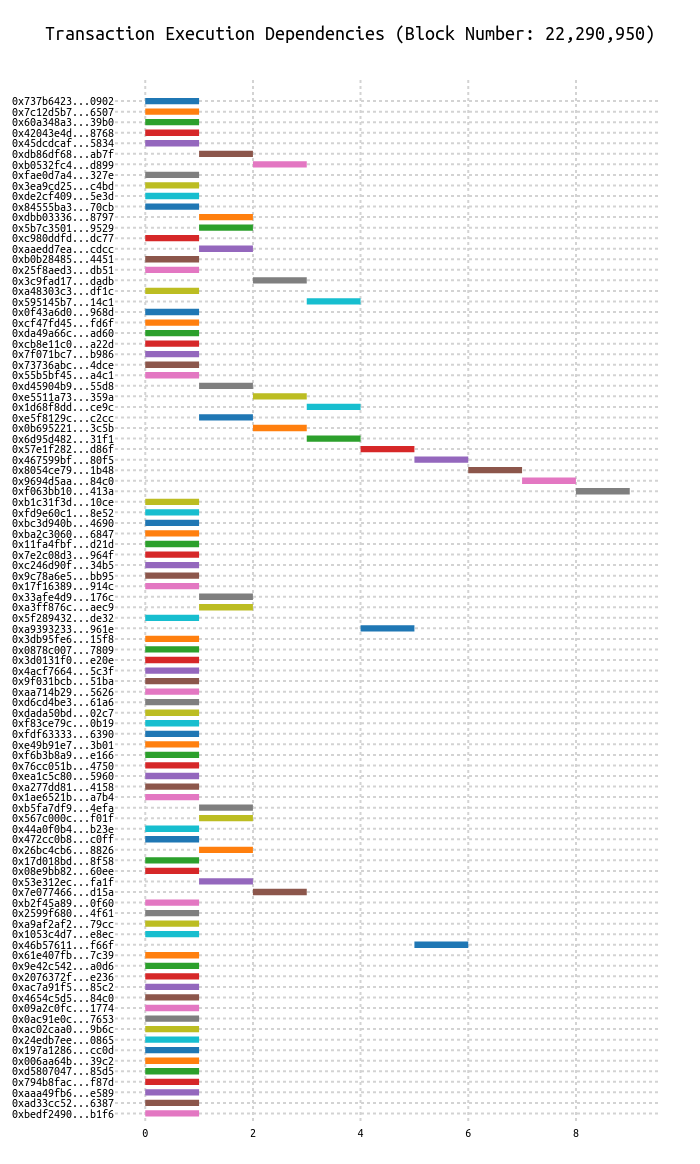 Transaction Execution Dependencies (Block Number: 22,290,950)
0x737b6423...0902
0x7c12d5b7...6507
0x60a348a3...39b0
0x42043e4d...8768
0x45dcdcaf...5834
0xdb86df68...ab7f
0xb0532fc4...d899
0xfae0d7a4...327e
0x3ea9cd25...c4bd
0xde2cf409...5e3d
0x84555ba3...70cb
0xdbb03336...8797
0x5b7c3501...9529
0xc980ddfd...dc77
0xaaedd7ea...cdcc
0xb0b28485...4451
0x25f8aed3...db51
0x3c9fad17...dadb
0xa48303c3...df1c
0x595145b7...14c1
0x0f43a6d0...968d
0xcf47fd45...fd6f
0xda49a66c...ad60
0xcb8e11c0...a22d
0x7f071bc7...b986
0x73736abc...4dce
0x55b5bf45...a4c1
0xd45904b9...55d8
0xe5511a73...359a
0x1d68f8dd...ce9c
0xe5f8129c...c2cc
0x0b695221...3c5b
0x6d95d482...31f1
0x57e1f282...d86f
0x467599bf...80f5
0x8054ce79...1b48
0x9694d5aa...84c0
0xf063bb10...413a
0xb1c31f3d...10ce
0xfd9e60c1...8e52
0xbc3d940b...4690
0xba2c3060...6847
0x11fa4fbf...d21d
0x7e2c08d3...964f
0xc246d90f...34b5
0x9c78a6e5...bb95
0x17f16389...914c
0x33afe4d9...176c
0xa3ff876c...aec9
0x5f289432...de32
0xa9393233...961e
0x3db95fe6...15f8
0x0878c007...7809
0x3d0131f0...e20e
0x4acf7664...5c3f
0x9f031bcb...51ba
0xaa714b29...5626
0xd6cd4be3...61a6
0xdada50bd...02c7
0xf83ce79c...0b19
0xfdf63333...6390
0xe49b91e7...3b01
0xf6b3b8a9...e166
0x76cc051b...4750
0xea1c5c80...5960
0xa277dd81...4158
0x1ae6521b...a7b4
0xb5fa7df9...4efa
0x567c000c...f01f
0x44a0f0b4...b23e
0x472cc0b8...c0ff
0x26bc4cb6...8826
0x17d018bd...8f58
0x08e9bb82...60ee
0x53e312ec...fa1f
0x7e077466...d15a
0xb2f45a89...0f60
0x2599f680...4f61
0xa9af2af2...79cc
0x1053c4d7...e8ec
0x46b57611...f66f
0x61e407fb...7c39
0x9e42c542...a0d6
0x2076372f...e236
0xac7a91f5...85c2
0x4654c5d5...84c0
0x09a2c0fc...1774
0xac91e0c...7653
0xac02caa0...9b6c
0x24edb7ee...0865
0x197a1286...cc0d
0x006aa64b...39c2
0xd5807047...85d5
0x794b8fac...f87d
0xaaa49fb6...e589
0xad33cc52...6387
0xbedf2490...b1f6
0 2 4 6 8